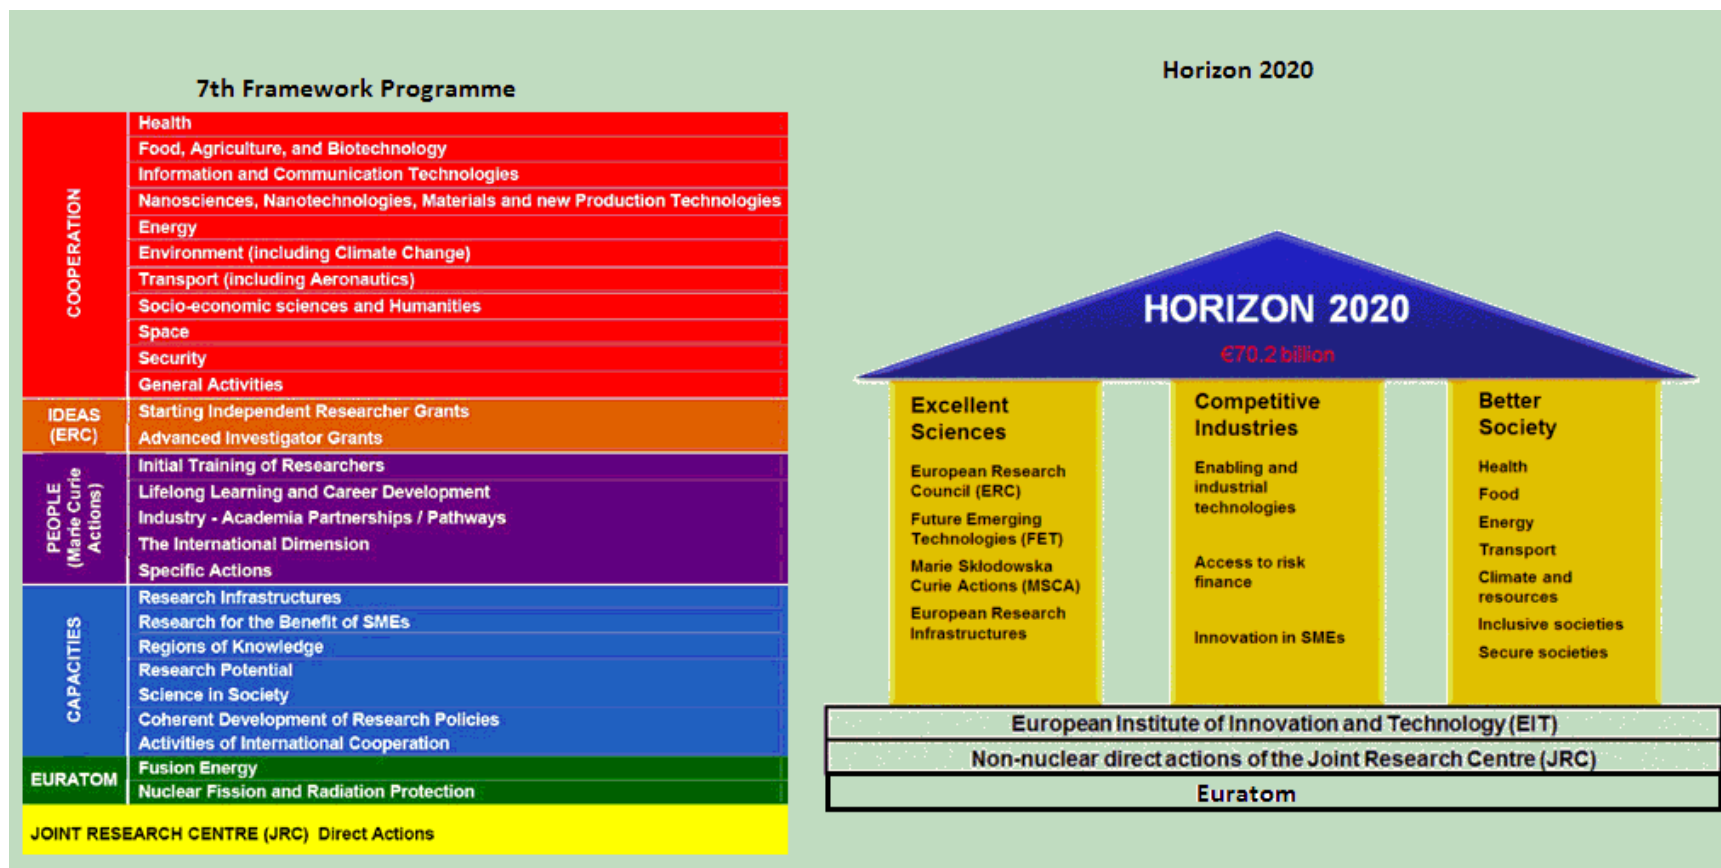 7th Framework Programme
COOPERATION
Health
Food, Agriculture, and Biotechnology
Information and Communication Technologies
Nanosciences, Nanotechnologies, Materials and new Production Technologies
Energy
Environment (including Climate Change)
Transport (including Aeronautics)
Socio-economic sciences and Humanities
Space
Security
General Activities
IDEAS
(ERC)
Starting Independent Researcher Grants
Advanced Investigator Grants
PEOPLE
(Marie Curie
Actions)
Initial Training of Researchers
Lifelong Learning and Career Development
Industry - Academia Partnerships / Pathways
The International Dimension
Specific Actions
CAPACITIES
Research Infrastructures
Research for the Benefit of SMEs
Regions of Knowledge
Research Potential
Science in Society
Coherent Development of Research Policies
Activities of International Cooperation
EURATOM
Fusion Energy
Nuclear Fission and Radiation Protection
JOINT RESEARCH CENTRE (JRC) Direct Actions
Horizon 2020
HORIZON 2020
€70.2 billion
Excellent
Sciences
European Research
Council (ERC)
Future Emerging
Technologies (FET)
Marie Skłodowska
Curie Actions (MSCA)
European Research
Infrastructures
Competitive
Industries
Enabling and
industrial
technologies
Access to risk
finance
Innovation in SMEs
Better
Society
Health
Food
Energy
Transport
Climate and
resources
Inclusive societies
Secure societies
European Institute of Innovation and Technology (EIT)
Non-nuclear direct actions of the Joint Research Centre (JRC)
Euratom